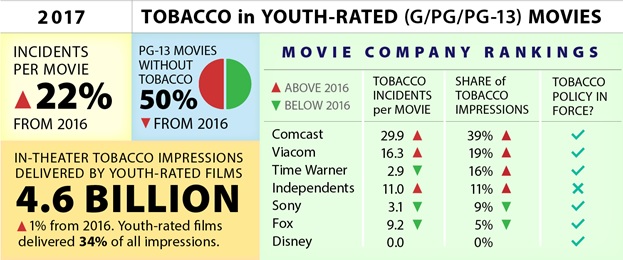 2017
TOBACCO in YOUTH-RATED (G/PG/PG-13) MOVIES
INCIDENTS
PER MOVIE
▲22%
FROM 2016
PG-13 MOVIES
WITHOUT
TOBACCO
50%
▼ FROM 2016
IN-THEATER TOBACCO IMPRESSIONS
DELIVERED BY YOUTH-RATED FILMS
4.6 BILLION
▲ 1% from 2016. Youth-rated films
delivered 34% of all impressions.
MOVIE COMPANY RANKINGS
▲ ABOVE 2016
▼ BELOW 2016
TOBACCO
INCIDENTS
per MOVIE
SHARE of
TOBACCO
IMPRESSIONS
TOBACCO
POLICY IN
FORCE?
Comcast 29.9 ▲ 39% ▲ ✓
Viacom 16.3 ▲ 19% ▲ ✓
Time Warner 2.9 ▼ 16% ▲ ✓
Independents 11.0 ▲ 11% ▲ ×
Sony 3.1 ▼ 9% ▼ ✓
Fox 9.2 ▼ 5% ▼ ✓
Disney 0.0 0% ✓